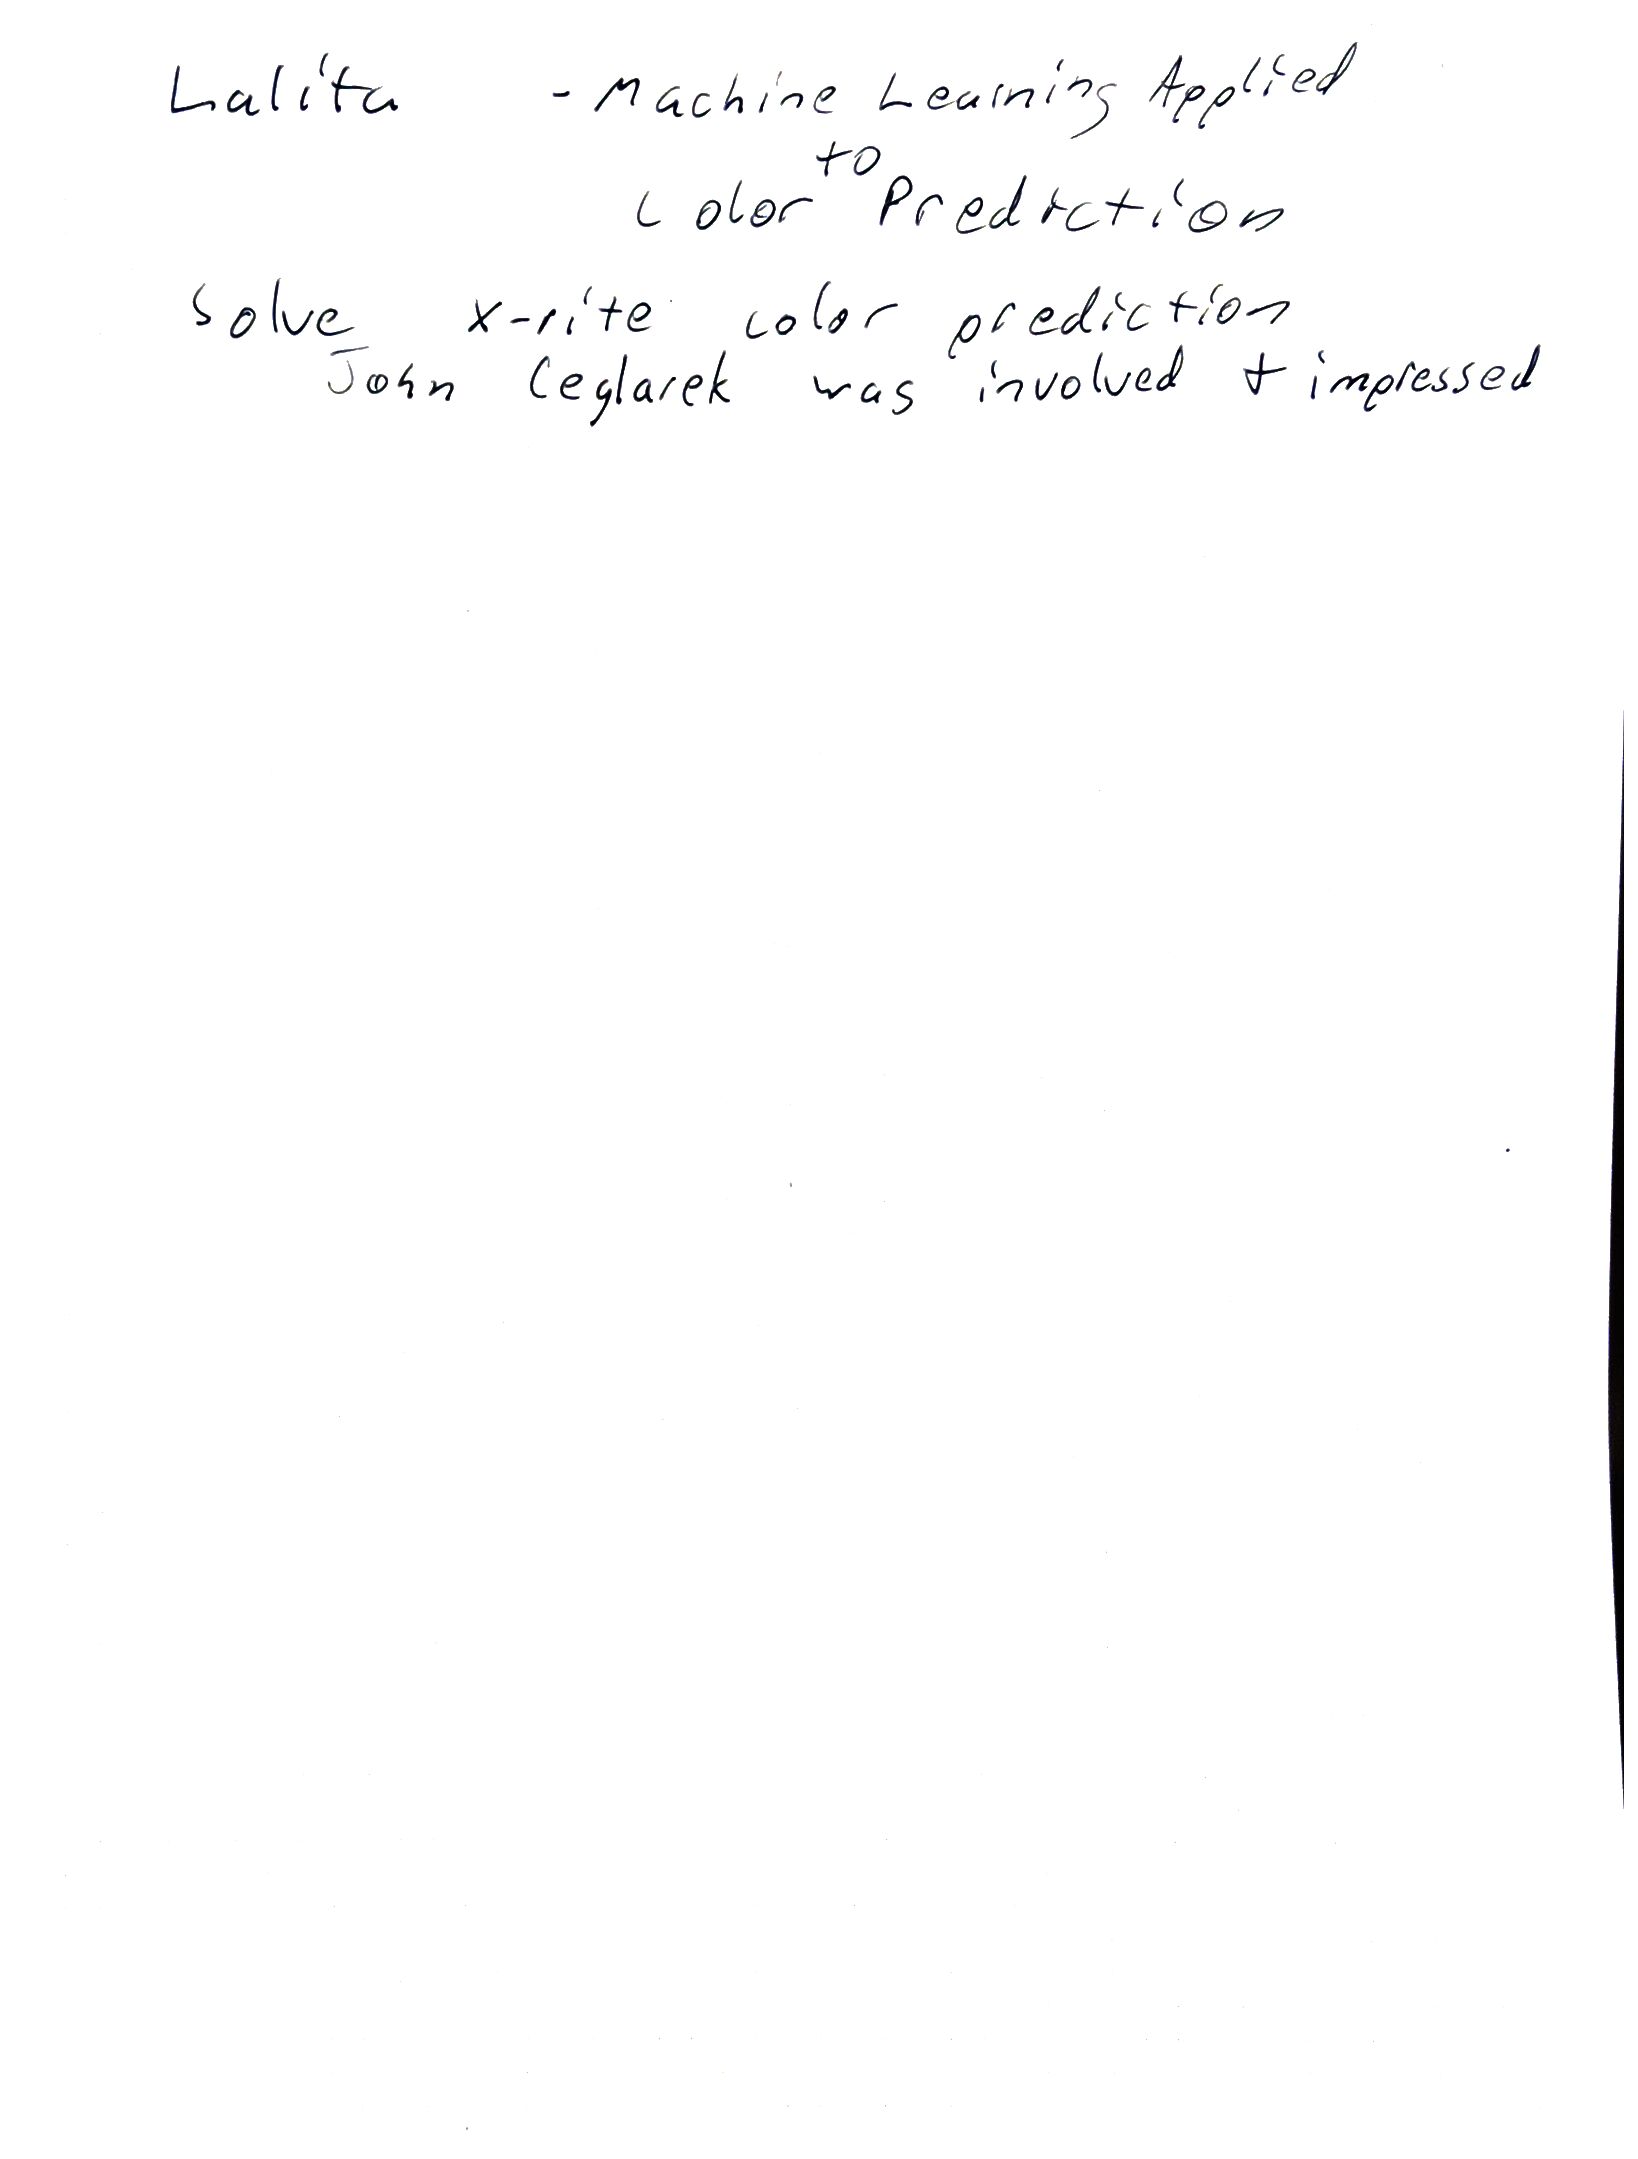 Lalita - Machine Learning Applied
to
Color Prediction
Solve x-rite color prediction
John Ceglarek was involved + impressed